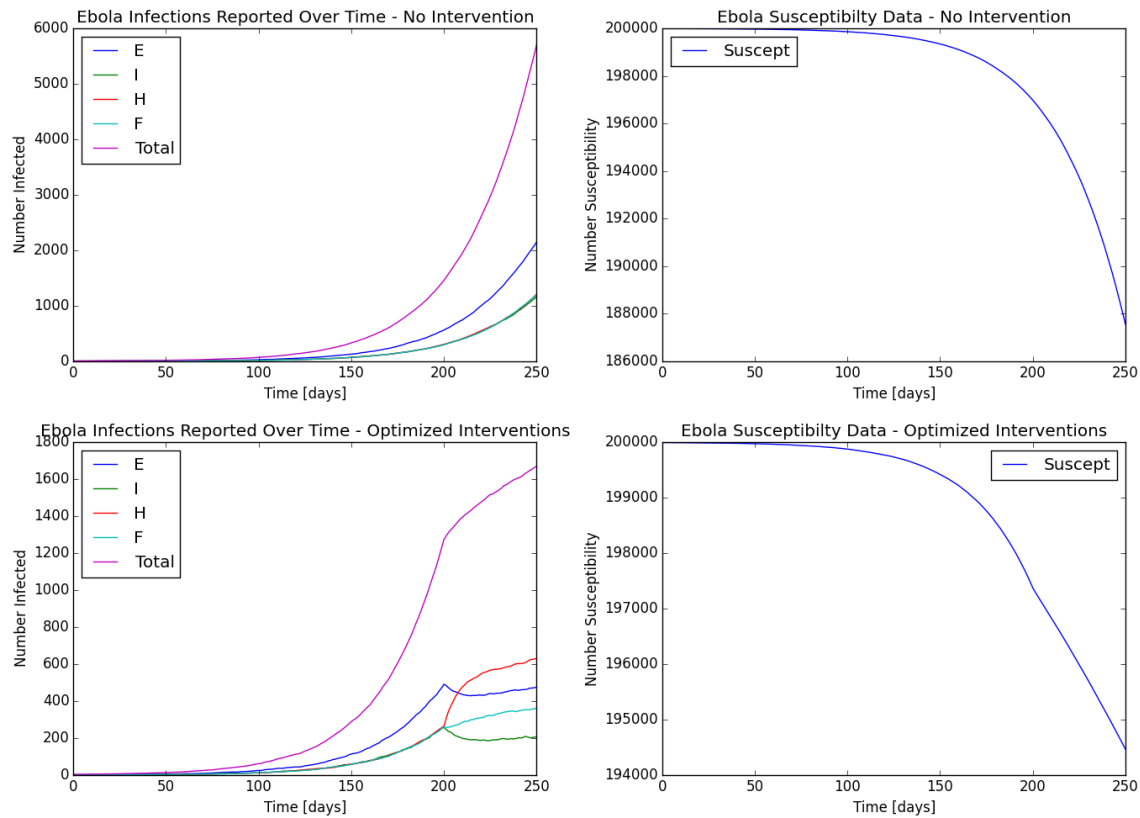 Ebola Infections Reported Over Time - No Intervention
6000
5000
4000
3000
2000
1000
0
Number Infected
E
I
H
F
Total
0 50 100 150 200 250
Time [days]
Ebola Susceptibilty Data - No Intervention
200000
198000
196000
194000
192000
190000
188000
186000
Number Susceptibility
Suscept
0 50 100 150 200 250
Time [days]
Ebola Infections Reported Over Time - Optimized Interventions
1800
1600
1400
1200
1000
800
600
400
200
0
Number Infected
E
I
H
F
Total
0 50 100 150 200 250
Time [days]
Ebola Susceptibilty Data - Optimized Interventions
200000
199000
198000
197000
196000
195000
194000
Number Susceptibility
Suscept
0 50 100 150 200 250
Time [days]